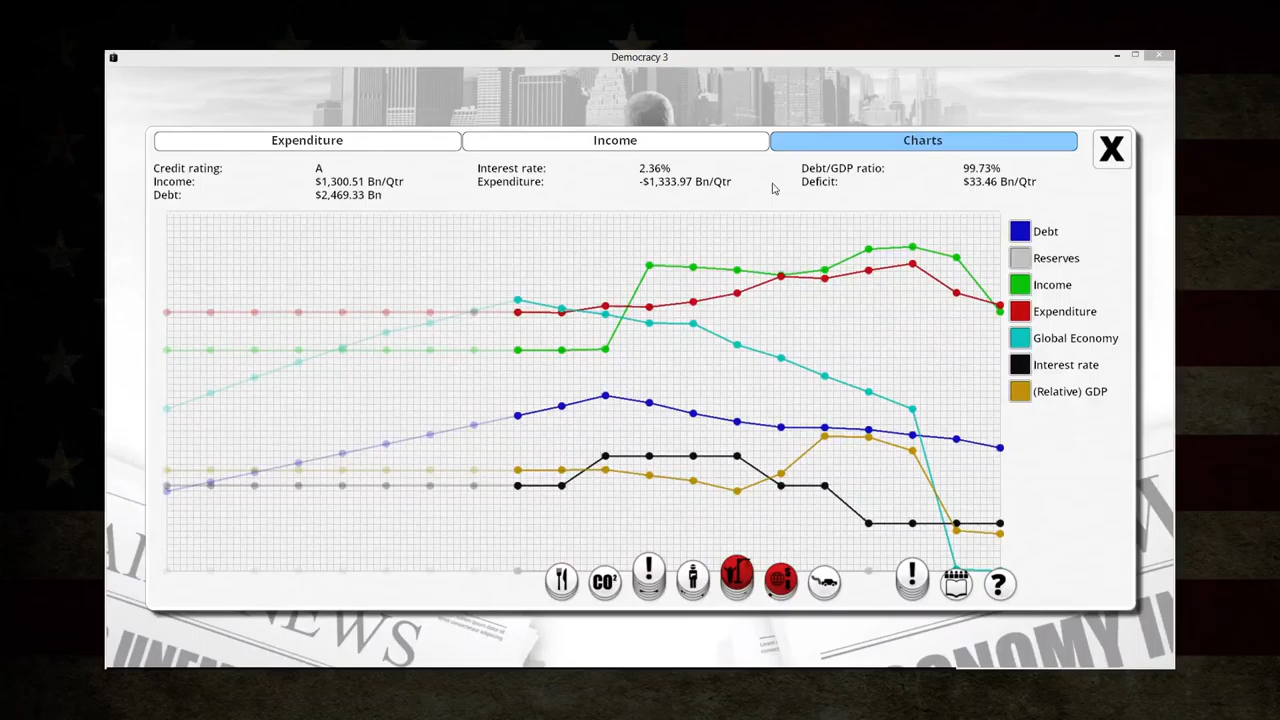 Democracy 3
Expenditure Income Charts X
Credit rating: A Interest rate: 2.36% Debt/GDP ratio: 99.73%
Income: $1,300.51 Bn/Qtr Expenditure: -$1,333.97 Bn/Qtr Deficit: $33.46 Bn/Qtr
Debt: $2,469.33 Bn
Debt
Reserves
Income
Expenditure
Global Economy
Interest rate
(Relative) GDP
CO² ! ! ?
NEWS